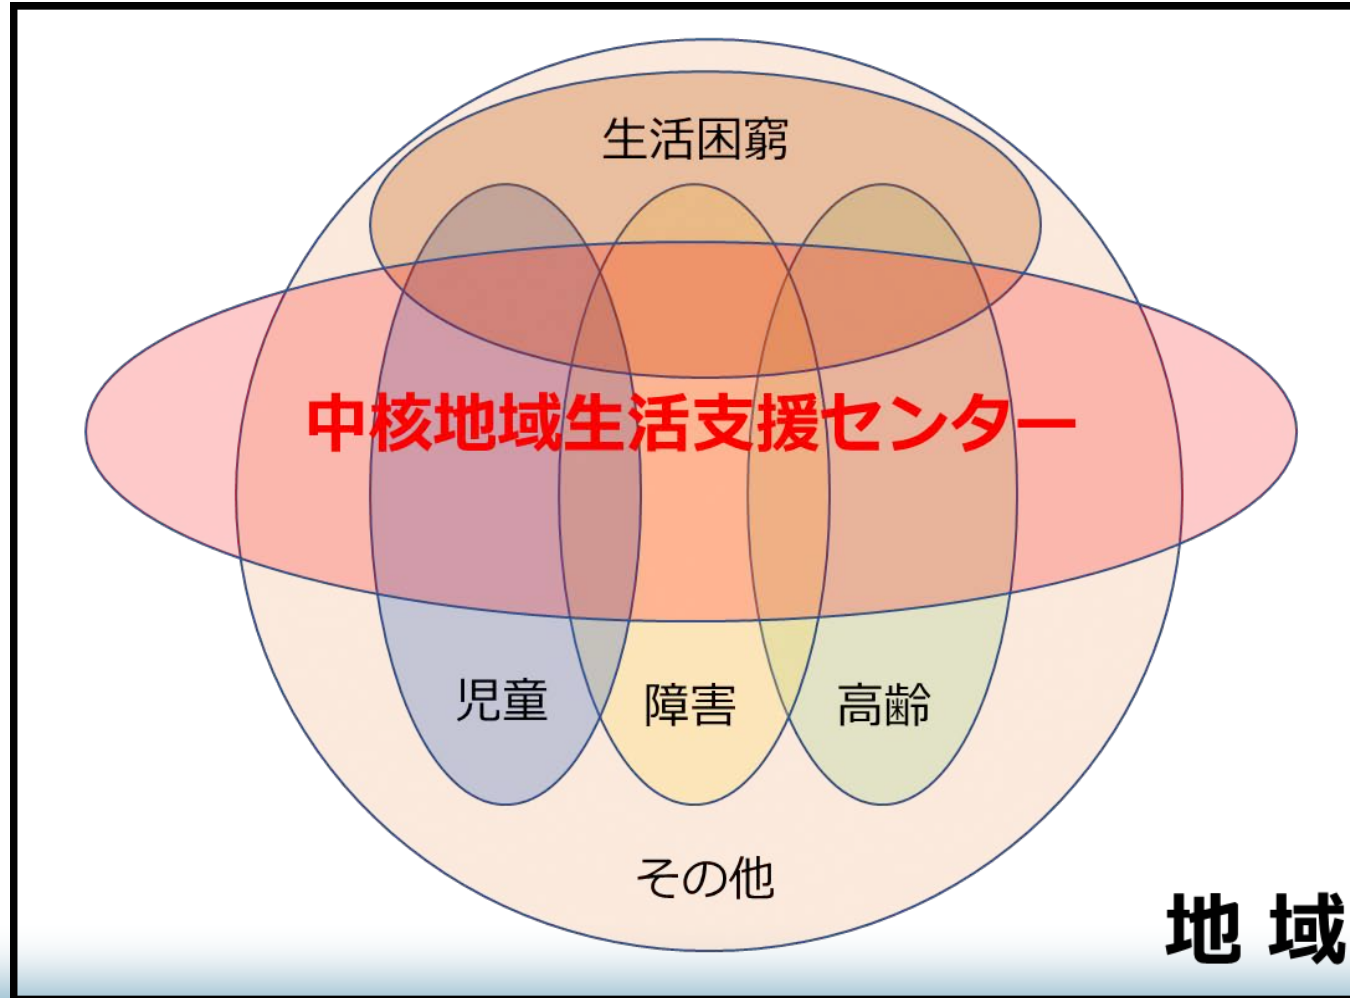 生活困窮
中核地域生活支援センター
児童
障害
高齢
その他
地 域